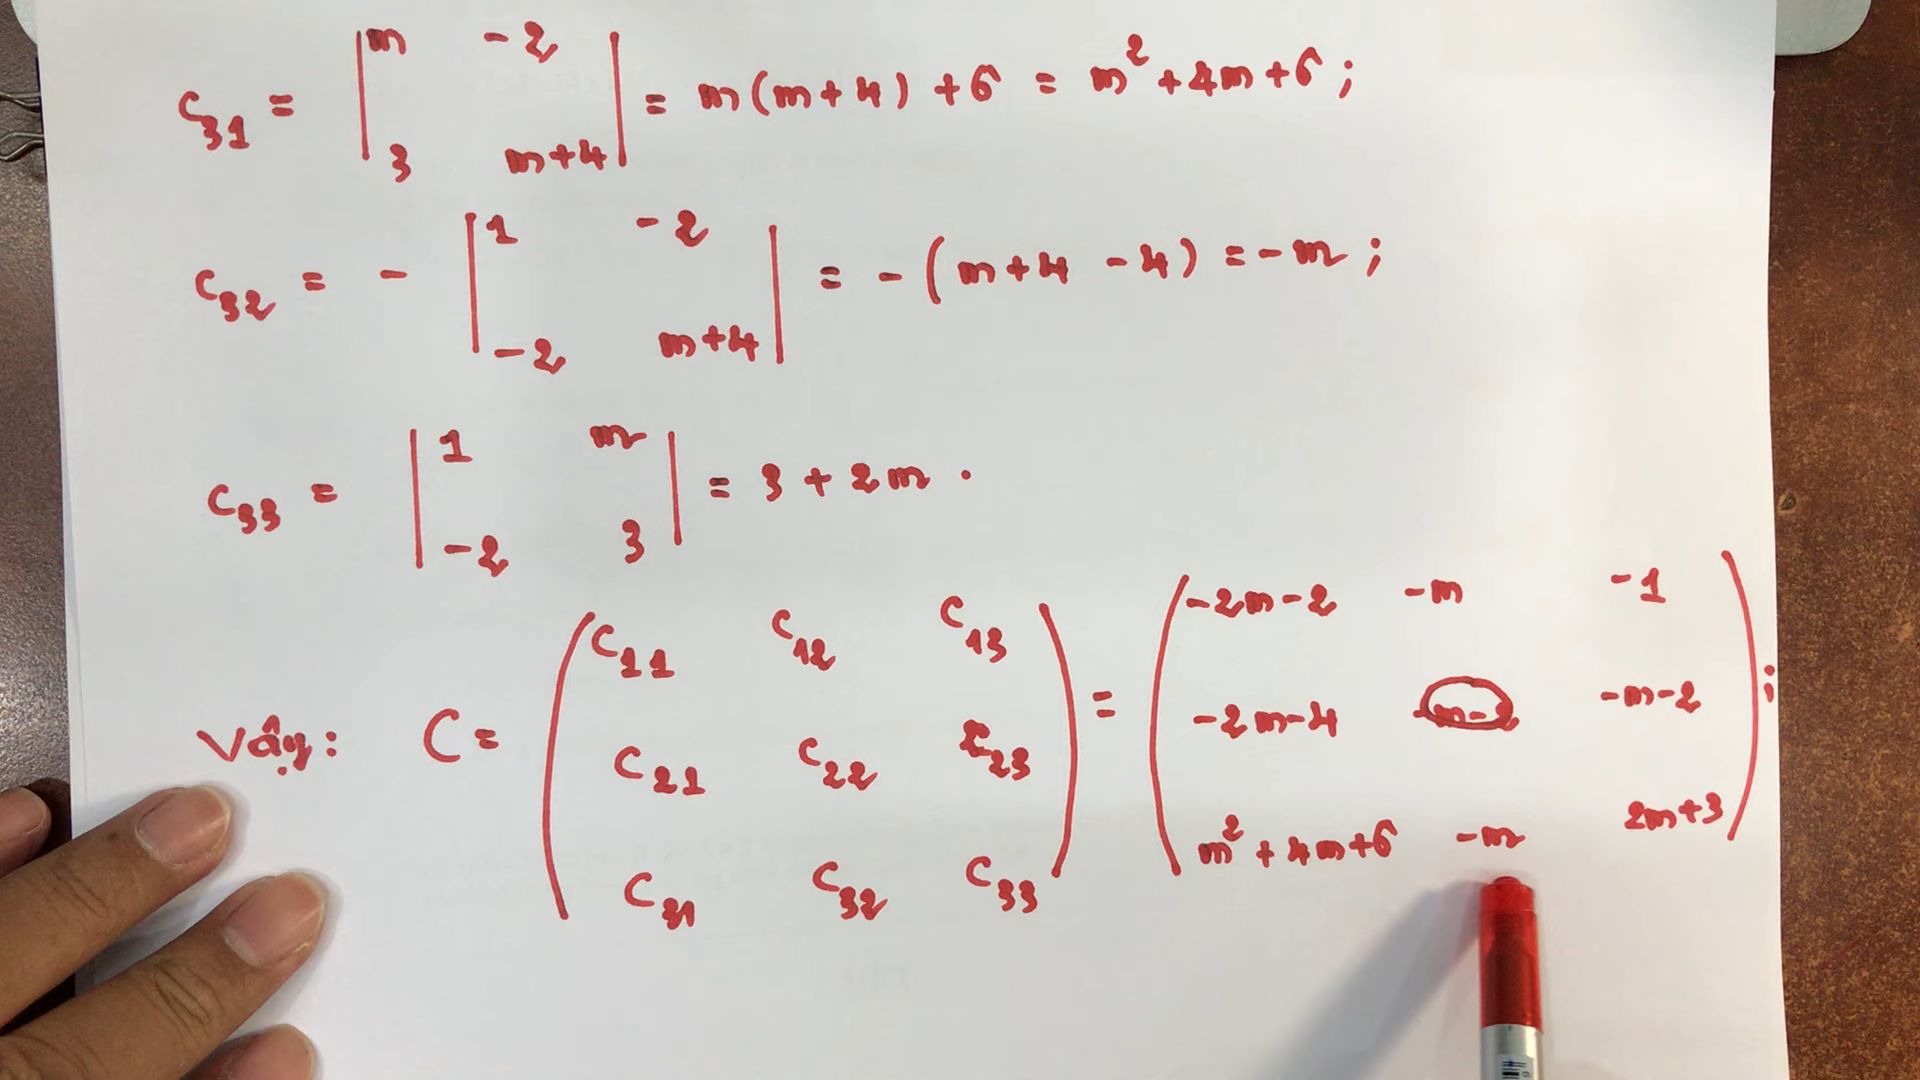 C₃₁ = | m -2 ; 3 m+4 | = m(m+4) + 6 = m² + 4m + 6 ;
C₃₂ = - | 1 -2 ; -2 m+4 | = - (m+4 - 4) = - m ;
C₃₃ = | 1 m ; -2 3 | = 3 + 2m .
Vậy: C = ( C₁₁ C₁₂ C₁₃ ; C₂₁ C₂₂ C₂₃ ; C₃₁ C₃₂ C₃₃ ) = ( -2m-2 -m -1 ; -2m-4 -m-2 ; m²+4m+6 -m 2m+3 ) ;